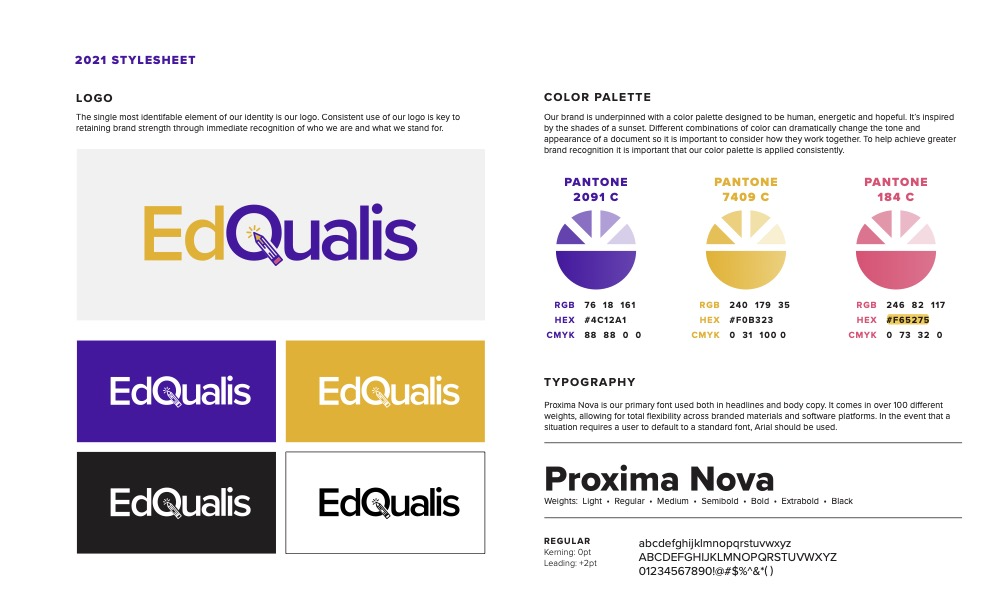 2021 STYLESHEET
LOGO
The single most identifable element of our identity is our logo. Consistent use of our logo is key to
retaining brand strength through immediate recognition of who we are and what we stand for.
EdQualis
EdQualis
EdQualis
EdQualis
EdQualis
COLOR PALETTE
Our brand is underpinned with a color palette designed to be human, energetic and hopeful. It's inspired
by the shades of a sunset. Different combinations of color can dramatically change the tone and
appearance of a document so it is important to consider how they work together. To help achieve greater
brand recognition it is important that our color palette is applied consistently.
PANTONE
2091 C
RGB 76 18 161
HEX #4C12A1
CMYK 88 88 0 0
PANTONE
7409 C
RGB 240 179 35
HEX #F0B323
CMYK 0 31 100 0
PANTONE
184 C
RGB 246 82 117
HEX #F65275
CMYK 0 73 32 0
TYPOGRAPHY
Proxima Nova is our primary font used both in headlines and body copy. It comes in over 100 different
weights, allowing for total flexibility across branded materials and software platforms. In the event that a
situation requires a user to default to a standard font, Arial should be used.
Proxima Nova
Weights: Light • Regular • Medium • Semibold • Bold • Extrabold • Black
REGULAR
Kerning: 0pt
Leading: +2pt
abcdefghijklmnopqrstuvwxyz
ABCDEFGHIJKLMNOPQRSTUVWXYZ
01234567890!@#$%^&*( )